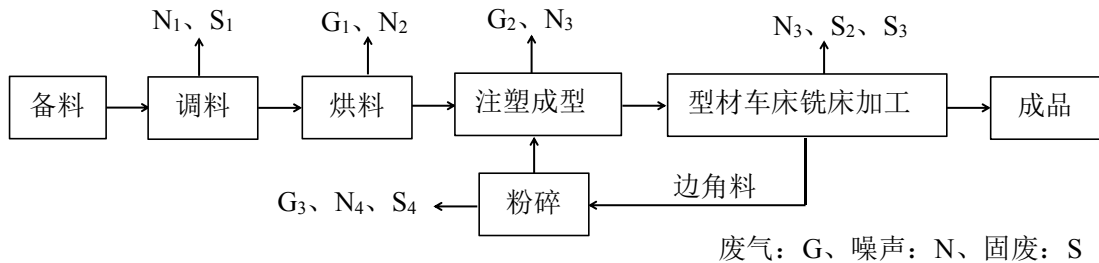 N₁、S₁
G₁、N₂
G₂、N₃
N₃、S₂、S₃
备料
调料
烘料
注塑成型
型材车床铣床加工
成品
G₃、N₄、S₄
粉碎
边角料
废气：G、噪声：N、固废：S